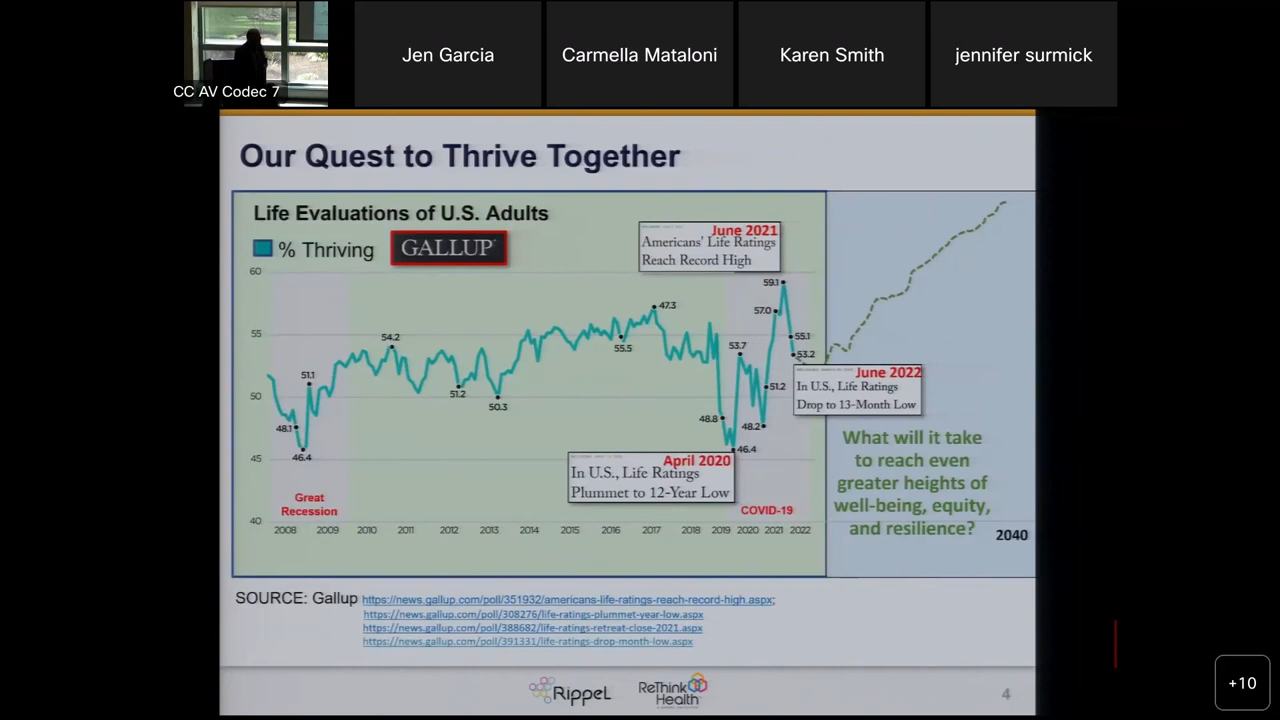 CC AV Codec 7
Jen Garcia
Carmella Mataloni
Karen Smith
jennifer surmick
Our Quest to Thrive Together
Life Evaluations of U.S. Adults
% Thriving
GALLUP
June 2021
Americans' Life Ratings
Reach Record High
60
55
50
45
40
48.1
46.4
51.1
54.2
51.2
50.3
55.5
47.3
48.8
46.4
53.7
48.2
51.2
57.0
59.1
55.1
53.2
June 2022
In U.S., Life Ratings
Drop to 13-Month Low
April 2020
In U.S., Life Ratings
Plummet to 12-Year Low
Great
Recession
COVID-19
2008 2009 2010 2011 2012 2013 2014 2015 2016 2017 2018 2019 2020 2021 2022
What will it take
to reach even
greater heights of
well-being, equity,
and resilience?
2040
SOURCE: Gallup https://news.gallup.com/poll/351932/americans-life-ratings-reach-record-high.aspx;
https://news.gallup.com/poll/308276/life-ratings-plummet-year-low.aspx
https://news.gallup.com/poll/388682/life-ratings-retreat-close-2021.aspx
https://news.gallup.com/poll/391331/life-ratings-drop-month-low.aspx
Rippel
ReThink
Health
4
+10